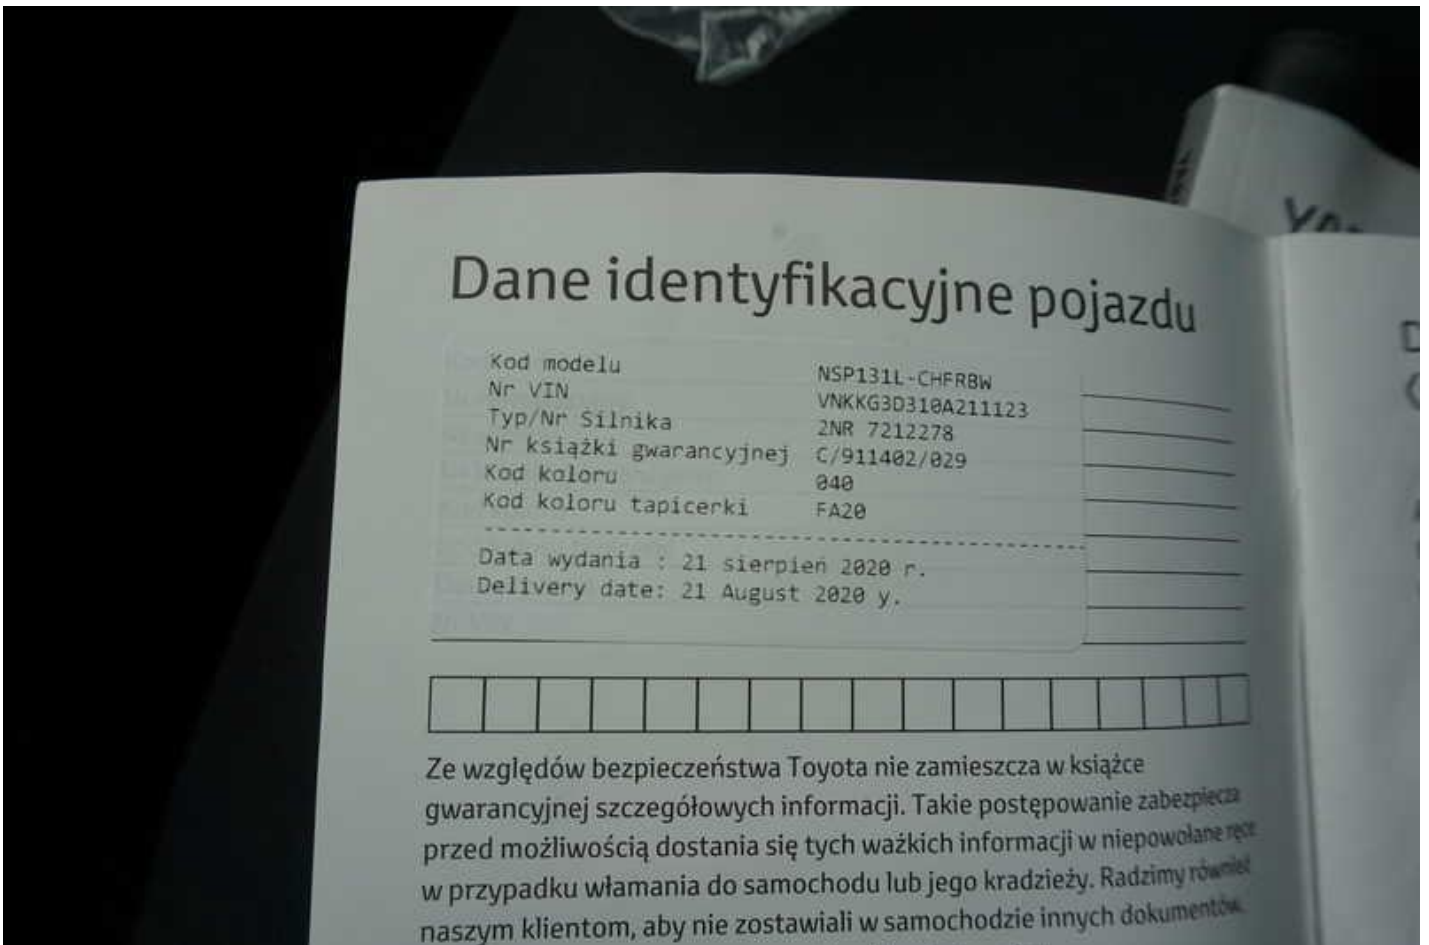 Dane identyfikacyjne pojazdu
Kod modelu NSP131L-CHFRBW
Nr VIN VNKKG3D310A211123
Typ/Nr Silnika 2NR 7212278
Nr książki gwarancyjnej C/911402/029
Kod koloru 040
Kod koloru tapicerki FA20
Data wydania : 21 sierpień 2020 r.
Delivery date: 21 August 2020 y.
Ze względów bezpieczeństwa Toyota nie zamieszcza w książce
gwarancyjnej szczegółowych informacji. Takie postępowanie zabezpiecza
przed możliwością dostania się tych ważkich informacji w niepowołane ręce
w przypadku włamania do samochodu lub jego kradzieży. Radzimy również
naszym klientom, aby nie zostawiali w samochodzie innych dokumentów.